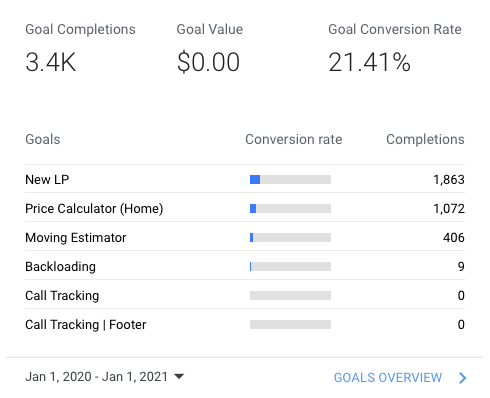 Goal Completions Goal Value Goal Conversion Rate
3.4K $0.00 21.41%
Goals Conversion rate Completions
New LP 1,863
Price Calculator (Home) 1,072
Moving Estimator 406
Backloading 9
Call Tracking 0
Call Tracking | Footer 0
Jan 1, 2020 - Jan 1, 2021 GOALS OVERVIEW